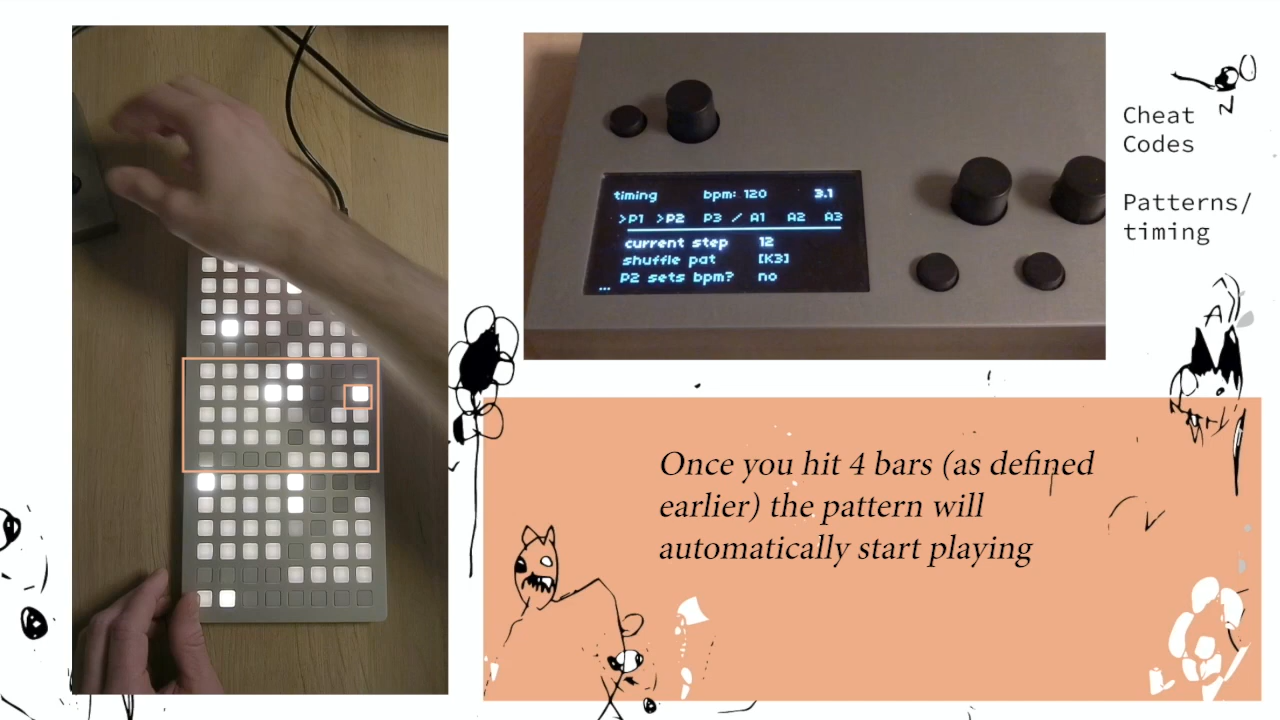 timing bpm: 120 3.1
>P1 >P2 P3 / A1 A2 A3
current step 12
shuffle pat [K3]
P2 sets bpm? no
...
Cheat
Codes
Patterns/
timing
Once you hit 4 bars (as defined
earlier) the pattern will
automatically start playing